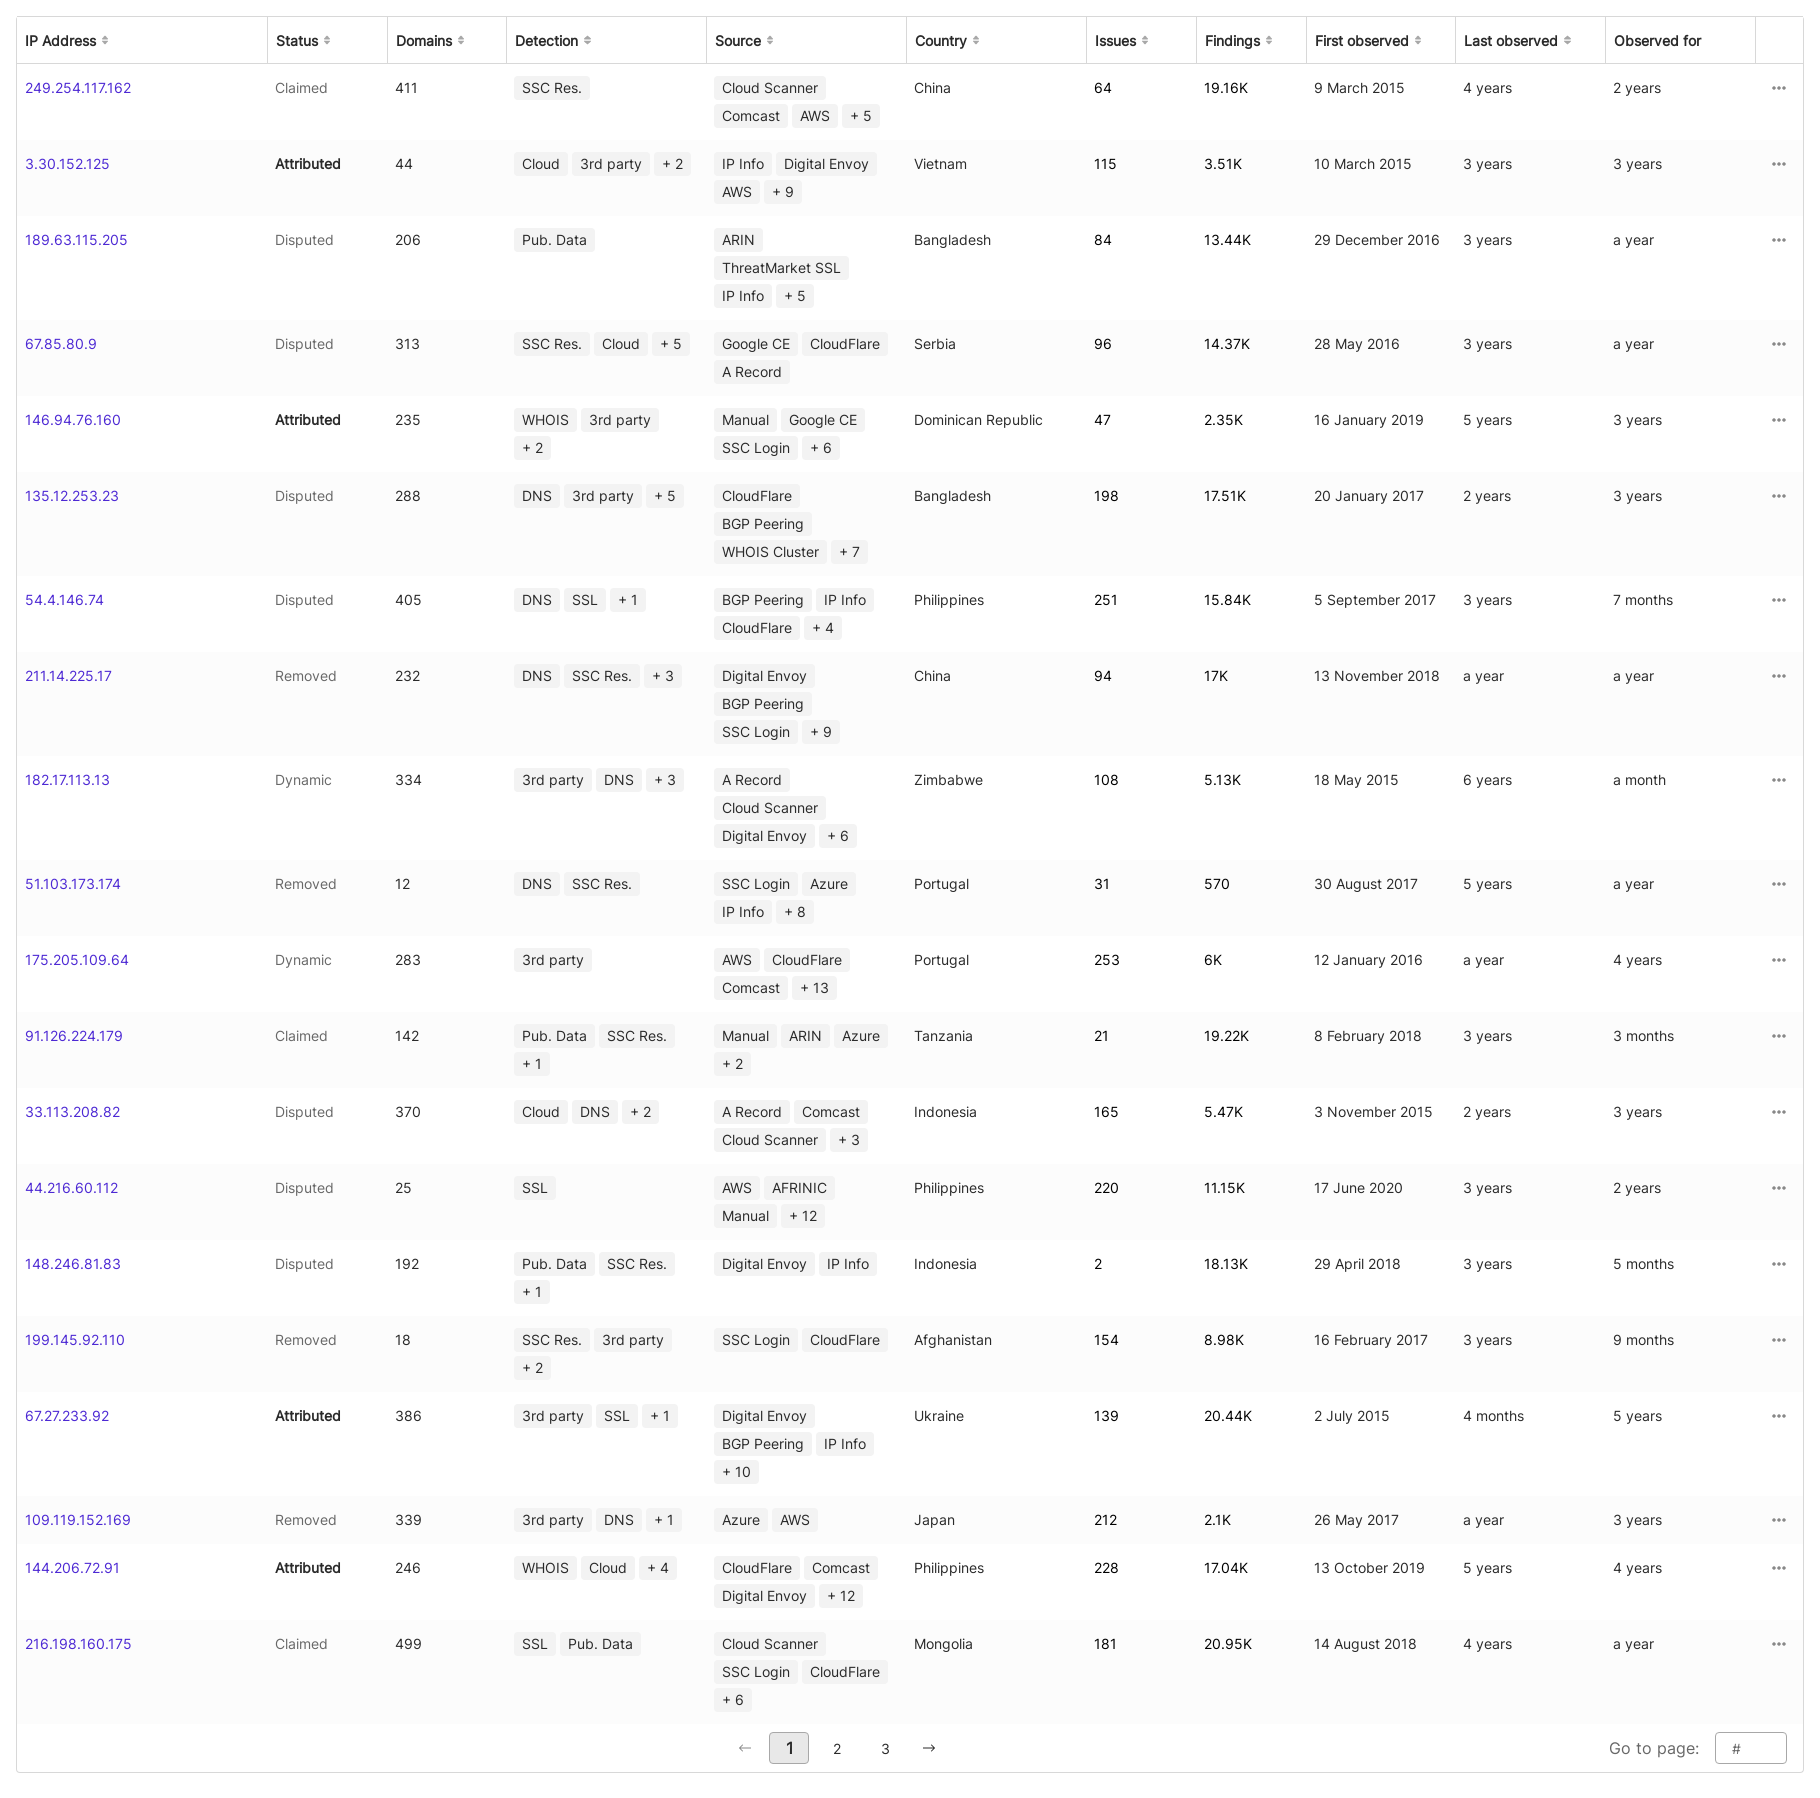 IP Address Status Domains Detection Source Country Issues Findings First observed Last observed Observed for
249.254.117.162 Claimed 411 SSC Res. Cloud Scanner China 64 19.16K 9 March 2015 4 years 2 years
Comcast AWS + 5
3.30.152.125 Attributed 44 Cloud 3rd party + 2 IP Info Digital Envoy Vietnam 115 3.51K 10 March 2015 3 years 3 years
AWS + 9
189.63.115.205 Disputed 206 Pub. Data ARIN Bangladesh 84 13.44K 29 December 2016 3 years a year
ThreatMarket SSL
IP Info + 5
67.85.80.9 Disputed 313 SSC Res. Cloud + 5 Google CE CloudFlare Serbia 96 14.37K 28 May 2016 3 years a year
A Record
146.94.76.160 Attributed 235 WHOIS 3rd party Manual Google CE Dominican Republic 47 2.35K 16 January 2019 5 years 3 years
+ 2 SSC Login + 6
135.12.253.23 Disputed 288 DNS 3rd party + 5 CloudFlare Bangladesh 198 17.51K 20 January 2017 2 years 3 years
BGP Peering
WHOIS Cluster + 7
54.4.146.74 Disputed 405 DNS SSL + 1 BGP Peering IP Info Philippines 251 15.84K 5 September 2017 3 years 7 months
CloudFlare + 4
211.14.225.17 Removed 232 DNS SSC Res. + 3 Digital Envoy China 94 17K 13 November 2018 a year a year
BGP Peering
SSC Login + 9
182.17.113.13 Dynamic 334 3rd party DNS + 3 A Record Zimbabwe 108 5.13K 18 May 2015 6 years a month
Cloud Scanner
Digital Envoy + 6
51.103.173.174 Removed 12 DNS SSC Res. SSC Login Azure Portugal 31 570 30 August 2017 5 years a year
IP Info + 8
175.205.109.64 Dynamic 283 3rd party AWS CloudFlare Portugal 253 6K 12 January 2016 a year 4 years
Comcast + 13
91.126.224.179 Claimed 142 Pub. Data SSC Res. Manual ARIN Azure Tanzania 21 19.22K 8 February 2018 3 years 3 months
+ 1 + 2
33.113.208.82 Disputed 370 Cloud DNS + 2 A Record Comcast Indonesia 165 5.47K 3 November 2015 2 years 3 years
Cloud Scanner + 3
44.216.60.112 Disputed 25 SSL AWS AFRINIC Philippines 220 11.15K 17 June 2020 3 years 2 years
Manual + 12
148.246.81.83 Disputed 192 Pub. Data SSC Res. Digital Envoy IP Info Indonesia 2 18.13K 29 April 2018 3 years 5 months
+ 1
199.145.92.110 Removed 18 SSC Res. 3rd party SSC Login CloudFlare Afghanistan 154 8.98K 16 February 2017 3 years 9 months
+ 2
67.27.233.92 Attributed 386 3rd party SSL + 1 Digital Envoy Ukraine 139 20.44K 2 July 2015 4 months 5 years
BGP Peering IP Info
+ 10
109.119.152.169 Removed 339 3rd party DNS + 1 Azure AWS Japan 212 2.1K 26 May 2017 a year 3 years
144.206.72.91 Attributed 246 WHOIS Cloud + 4 CloudFlare Comcast Philippines 228 17.04K 13 October 2019 5 years 4 years
Digital Envoy + 12
216.198.160.175 Claimed 499 SSL Pub. Data Cloud Scanner Mongolia 181 20.95K 14 August 2018 4 years a year
SSC Login CloudFlare
+ 6
← 1 2 3 → Go to page: #